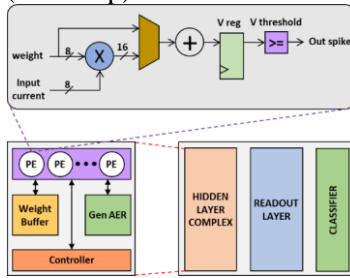 V reg
V threshold
weight
8
X
16
+
>=
Out spike
Input
current
8
PE
PE
PE
Weight
Buffer
Gen AER
Controller
HIDDEN
LAYER
COMPLEX
READOUT
LAYER
CLASSIFIER